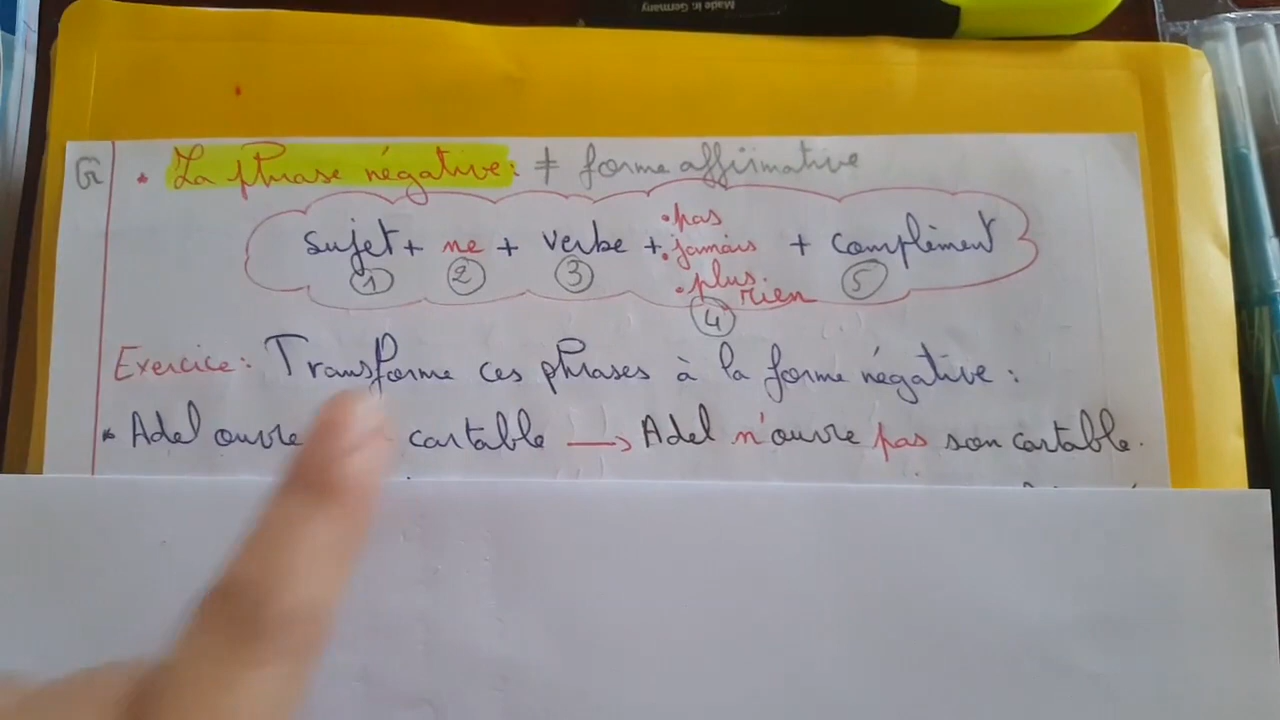 Made in Germany
G • La phrase négative : ≠ forme affirmative
• pas
sujet + ne + verbe + • jamais + complément
• plus rien
1 2 3 4 5
Exercice : Transforme ces phrases à la forme négative :
* Adel ouvre cartable → Adel n'ouvre pas son cartable.